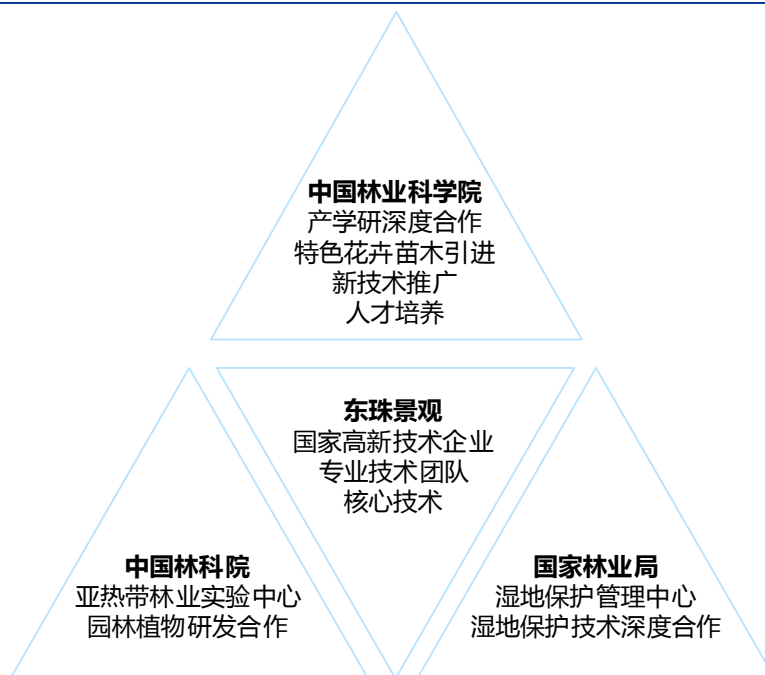 中国林业科学院
产学研深度合作
特色花卉苗木引进
新技术推广
人才培养
东珠景观
国家高新技术企业
专业技术团队
核心技术
中国林科院
亚热带林业实验中心
园林植物研发合作
国家林业局
湿地保护管理中心
湿地保护技术深度合作